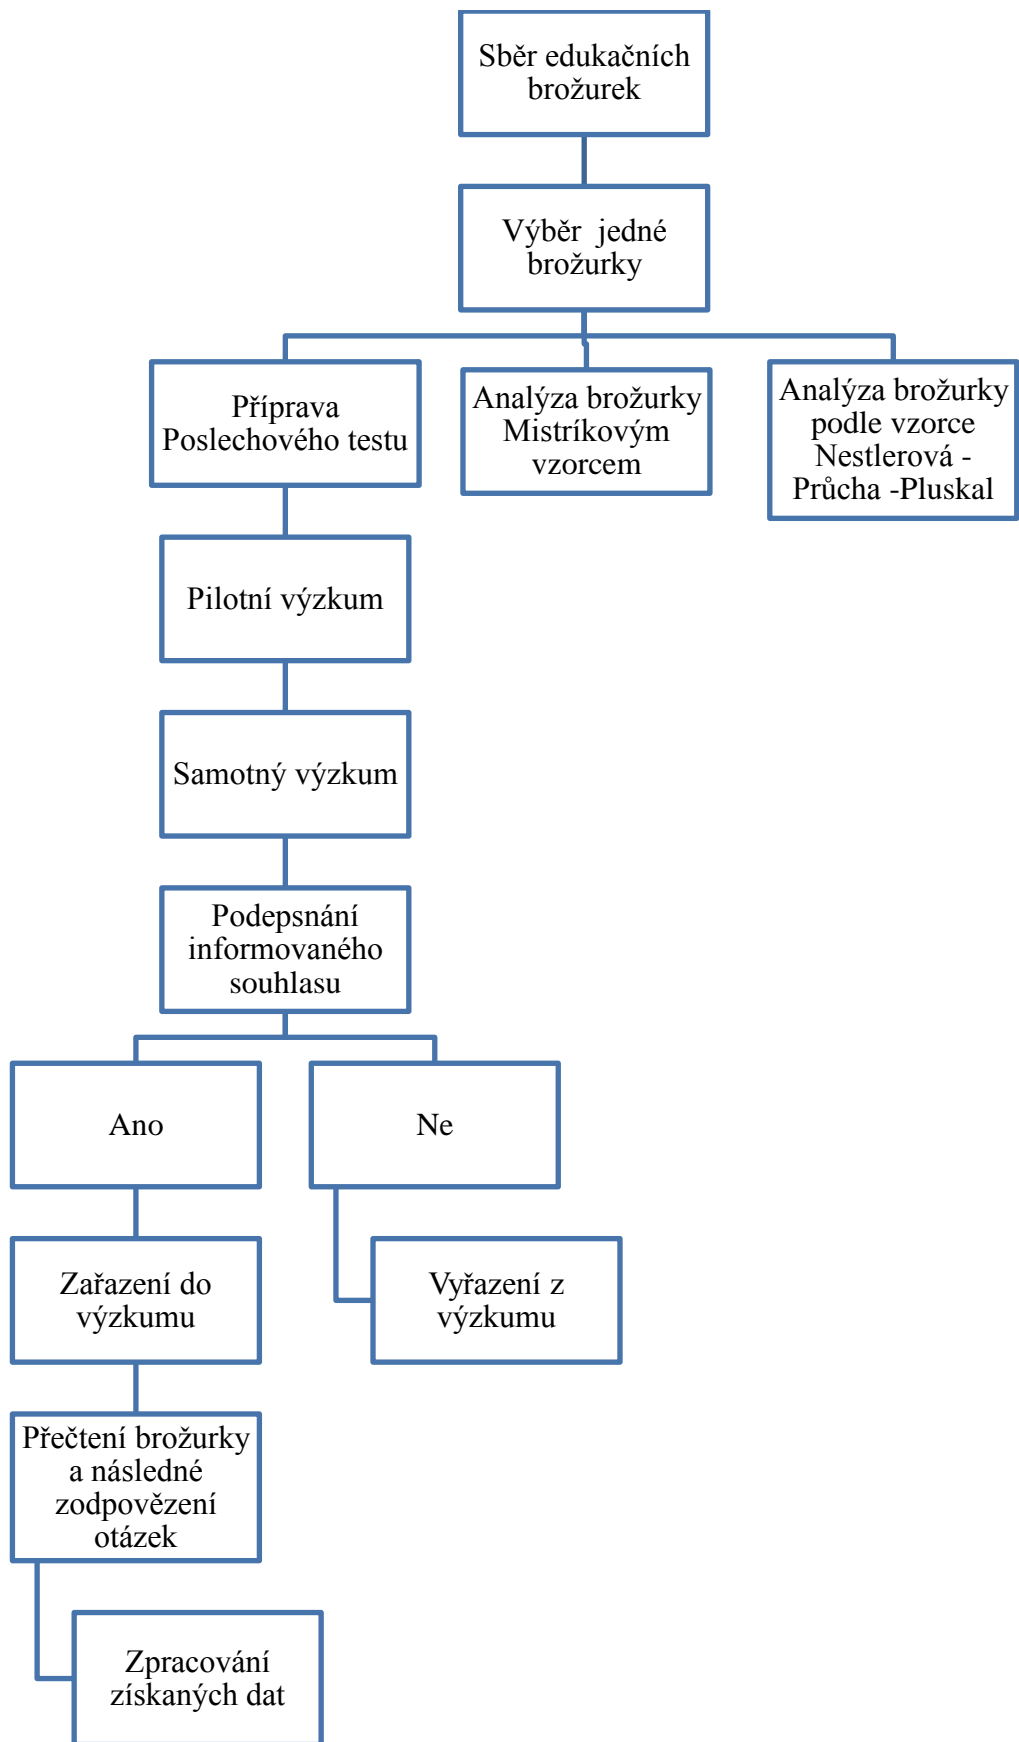 Sběr edukačních
brožurek
Výběr  jedné
brožurky
Příprava
Poslechového testu
Analýza brožurky
Mistríkovým
vzorcem
Analýza brožurky
podle vzorce
Nestlerová -
Průcha -Pluskal
Pilotní výzkum
Samotný výzkum
Podepsnání
informovaného
souhlasu
Ano
Ne
Zařazení do
výzkumu
Vyřazení z
výzkumu
Přečtení brožurky
a následné
zodpovězení
otázek
Zpracování
získaných dat